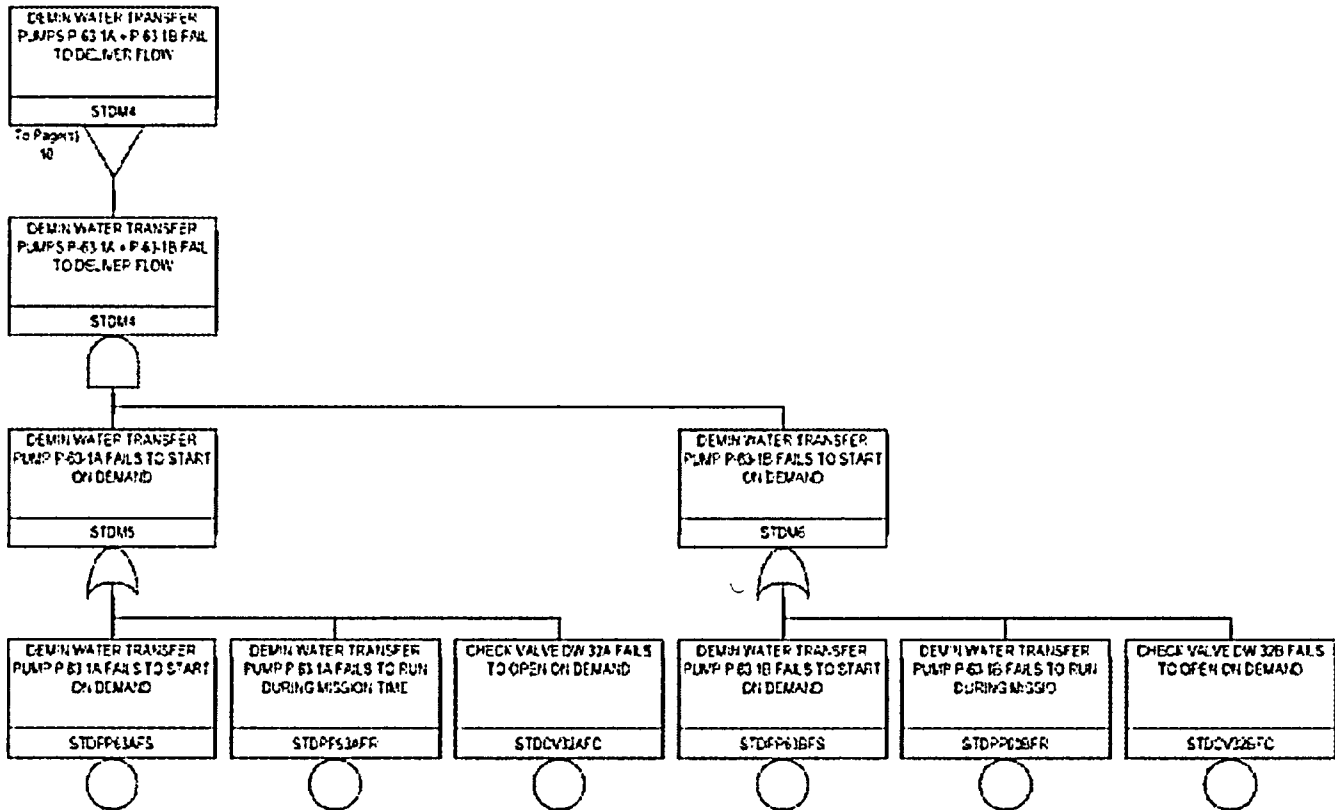 DEMIN WATER TRANSFER
PUMPS P-63-1A + P-63-1B FAIL
TO DELIVER FLOW
STDM4
To Page(s)
10
DEMIN WATER TRANSFER
PUMPS P-63-1A + P-63-1B FAIL
TO DELIVER FLOW
STDM4
DEMIN WATER TRANSFER
PUMP P-63-1A FAILS TO START
ON DEMAND
STDM5
DEMIN WATER TRANSFER
PUMP P-63-1B FAILS TO START
ON DEMAND
STDM6
DEMIN WATER TRANSFER
PUMP P 63 1A FAILS TO START
ON DEMAND
STDPP63AFS
DEMIN WATER TRANSFER
PUMP P 63 1A FAILS TO RUN
DURING MISSION TIME
STDPP63AFR
CHECK VALVE DW 32A FAILS
TO OPEN ON DEMAND
STDCV32AFC
DEMIN WATER TRANSFER
PUMP P 63 1B FAILS TO START
ON DEMAND
STDPP63BFS
DEMIN WATER TRANSFER
PUMP P-63-1B FAILS TO RUN
DURING MISSIO
STDPP63BFR
CHECK VALVE DW 32B FAILS
TO OPEN ON DEMAND
STDCV32BFC